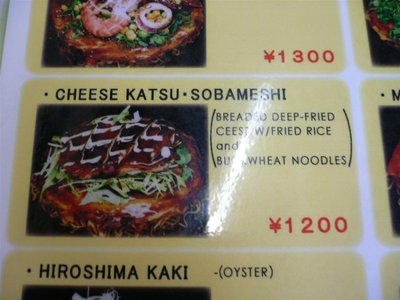 ¥1300
· CHEESE KATSU · SOBAMESHI
(BREADED DEEP-FRIED
CEESE W/FRIED RICE
and
BUCKWHEAT NOODLES)
¥1200
· HIROSHIMA KAKI -(OYSTER)